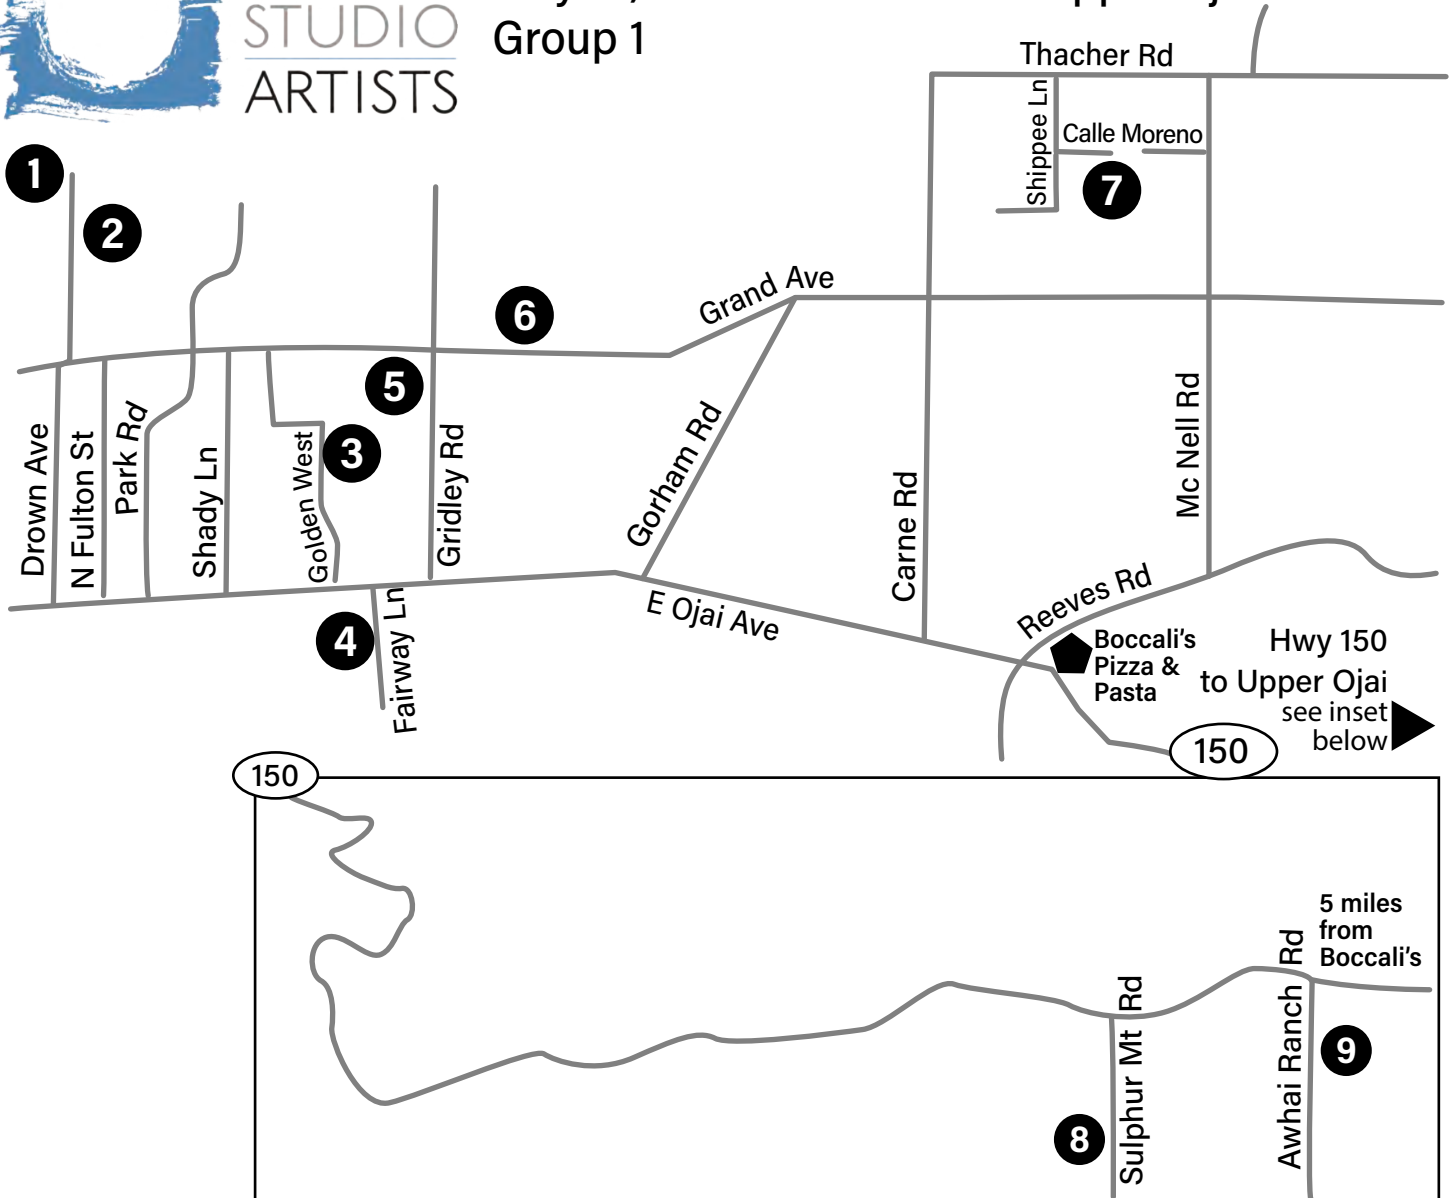 STUDIO
ARTISTS
Group 1
Thacher Rd
Shippee Ln
Calle Moreno
1
2
7
Grand Ave
6
5
3
Drown Ave
N Fulton St
Park Rd
Shady Ln
Golden West
Gridley Rd
Gorham Rd
Carne Rd
Mc Nell Rd
Reeves Rd
E Ojai Ave
4
Fairway Ln
Boccali's
Pizza &
Pasta
Hwy 150
to Upper Ojai
see inset
below
150
150
5 miles
from
Boccali's
Sulphur Mt Rd
Awhai Ranch Rd
8
9